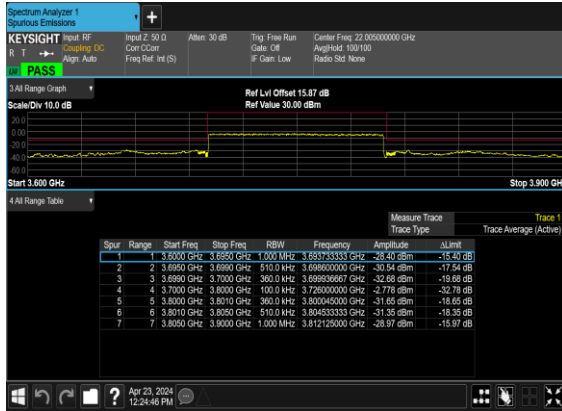 Spectrum Analyzer 1
Spurious Emissions
+
KEYSIGHT Input: RF Input Z: 50 Ω Atten: 30 dB Trig: Free Run Center Freq: 22.005000000 GHz
R T Coupling: DC Corr CCorr Gate: Off Avg|Hold: 100/100
Align: Auto Freq Ref: Int (S) IF Gain: Low Radio Std: None
PASS
3 All Range Graph
Ref Lvl Offset 15.87 dB
Scale/Div 10.0 dB Ref Value 30.00 dBm
20.0
0.00
-20.0
-40.0
-60.0
Start 3.600 GHz Stop 3.900 GH
4 All Range Table
Measure Trace Trace 1
Trace Type Trace Average (Active)
Spur Range Start Freq Stop Freq RBW Frequency Amplitude ΔLimit
1 1 3.6000 GHz 3.6950 GHz 1.000 MHz 3.693733333 GHz -28.40 dBm -15.40 dB
2 2 3.6950 GHz 3.6990 GHz 510.0 kHz 3.698600000 GHz -30.54 dBm -17.54 dB
3 3 3.6990 GHz 3.7000 GHz 360.0 kHz 3.699936667 GHz -32.68 dBm -19.68 dB
4 4 3.7000 GHz 3.8000 GHz 100.0 kHz 3.726000000 GHz -2.778 dBm -32.78 dB
5 5 3.8000 GHz 3.8010 GHz 360.0 kHz 3.800045000 GHz -31.65 dBm -18.65 dB
6 6 3.8010 GHz 3.8050 GHz 510.0 kHz 3.804533333 GHz -31.35 dBm -18.35 dB
7 7 3.8050 GHz 3.9000 GHz 1.000 MHz 3.812125000 GHz -28.97 dBm -15.97 dB
? Apr 23, 2024
12:24:46 PM